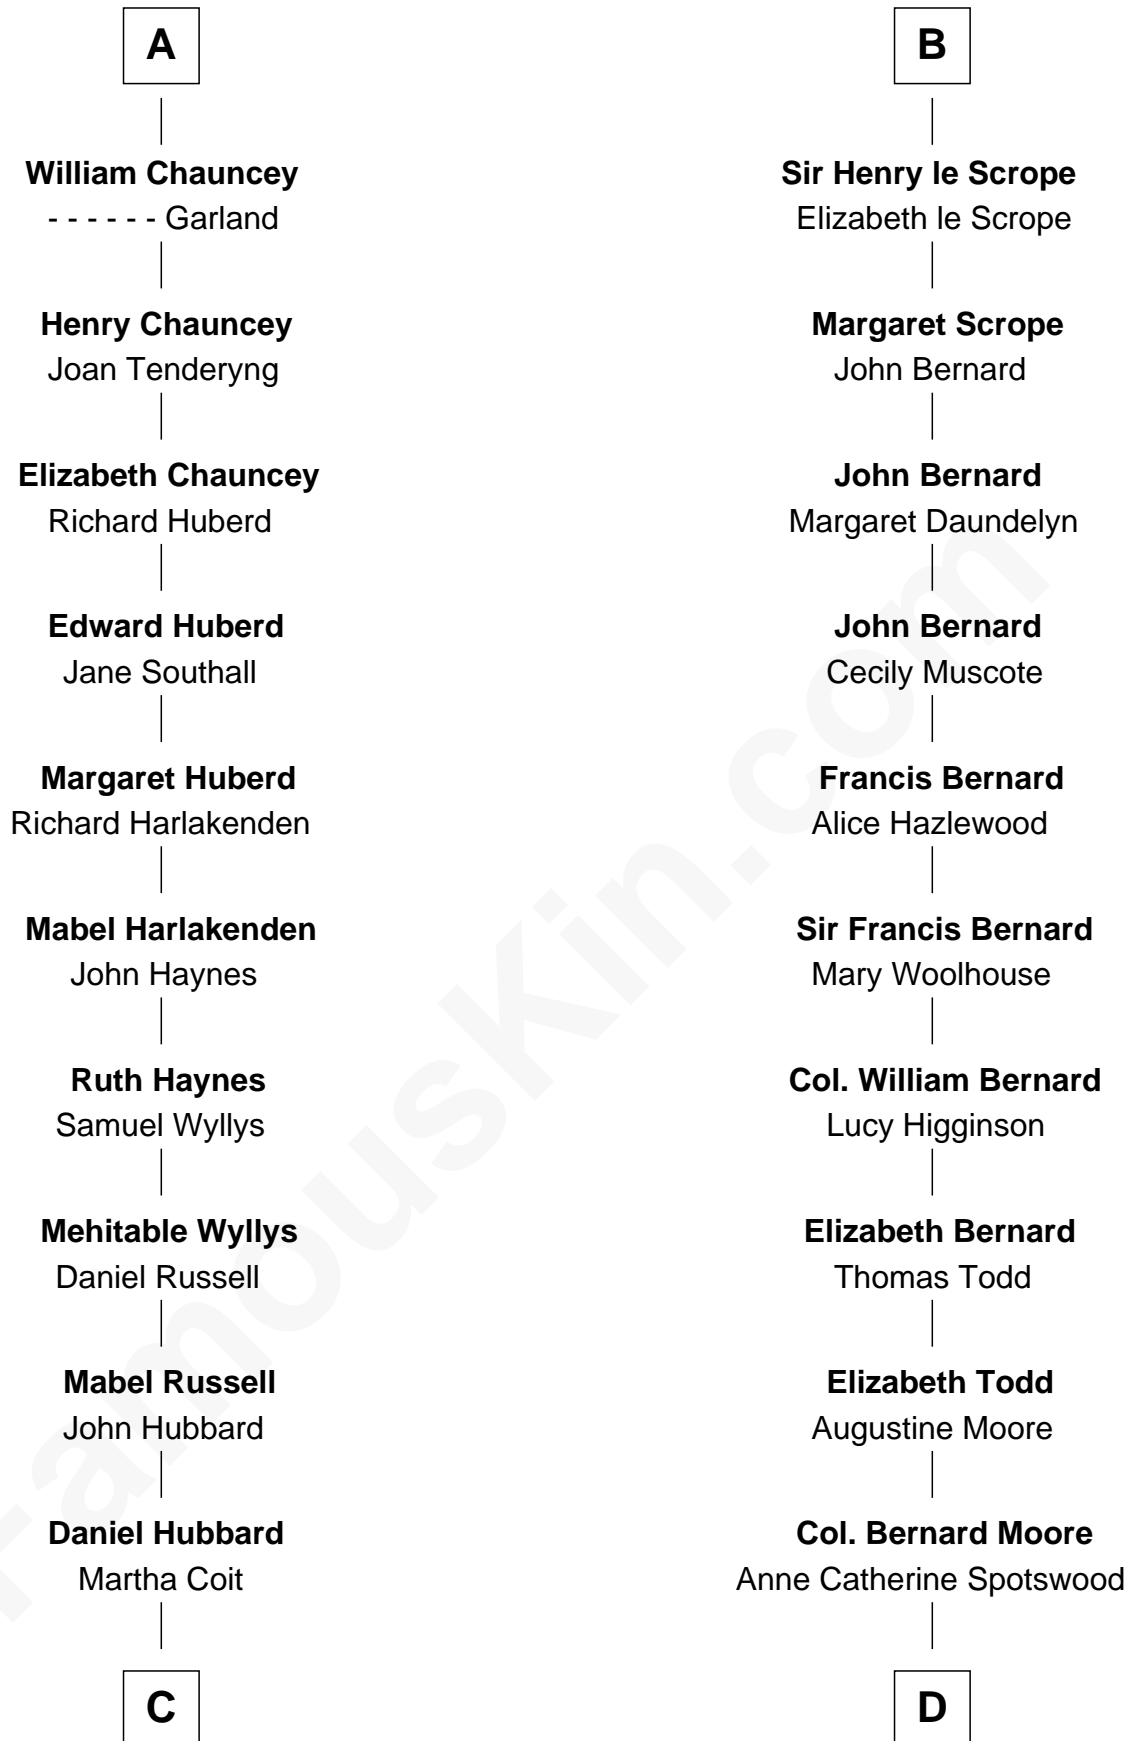 A
William Chauncey
- - - - - - Garland
Henry Chauncey
Joan Tenderyng
Elizabeth Chauncey
Richard Huberd
Edward Huberd
Jane Southall
Margaret Huberd
Richard Harlakenden
Mabel Harlakenden
John Haynes
Ruth Haynes
Samuel Wyllys
Mehitable Wyllys
Daniel Russell
Mabel Russell
John Hubbard
Daniel Hubbard
Martha Coit
C
B
Sir Henry le Scrope
Elizabeth le Scrope
Margaret Scrope
John Bernard
John Bernard
Margaret Daundelyn
John Bernard
Cecily Muscote
Francis Bernard
Alice Hazlewood
Sir Francis Bernard
Mary Woolhouse
Col. William Bernard
Lucy Higginson
Elizabeth Bernard
Thomas Todd
Elizabeth Todd
Augustine Moore
Col. Bernard Moore
Anne Catherine Spotswood
D
FamousKin.com